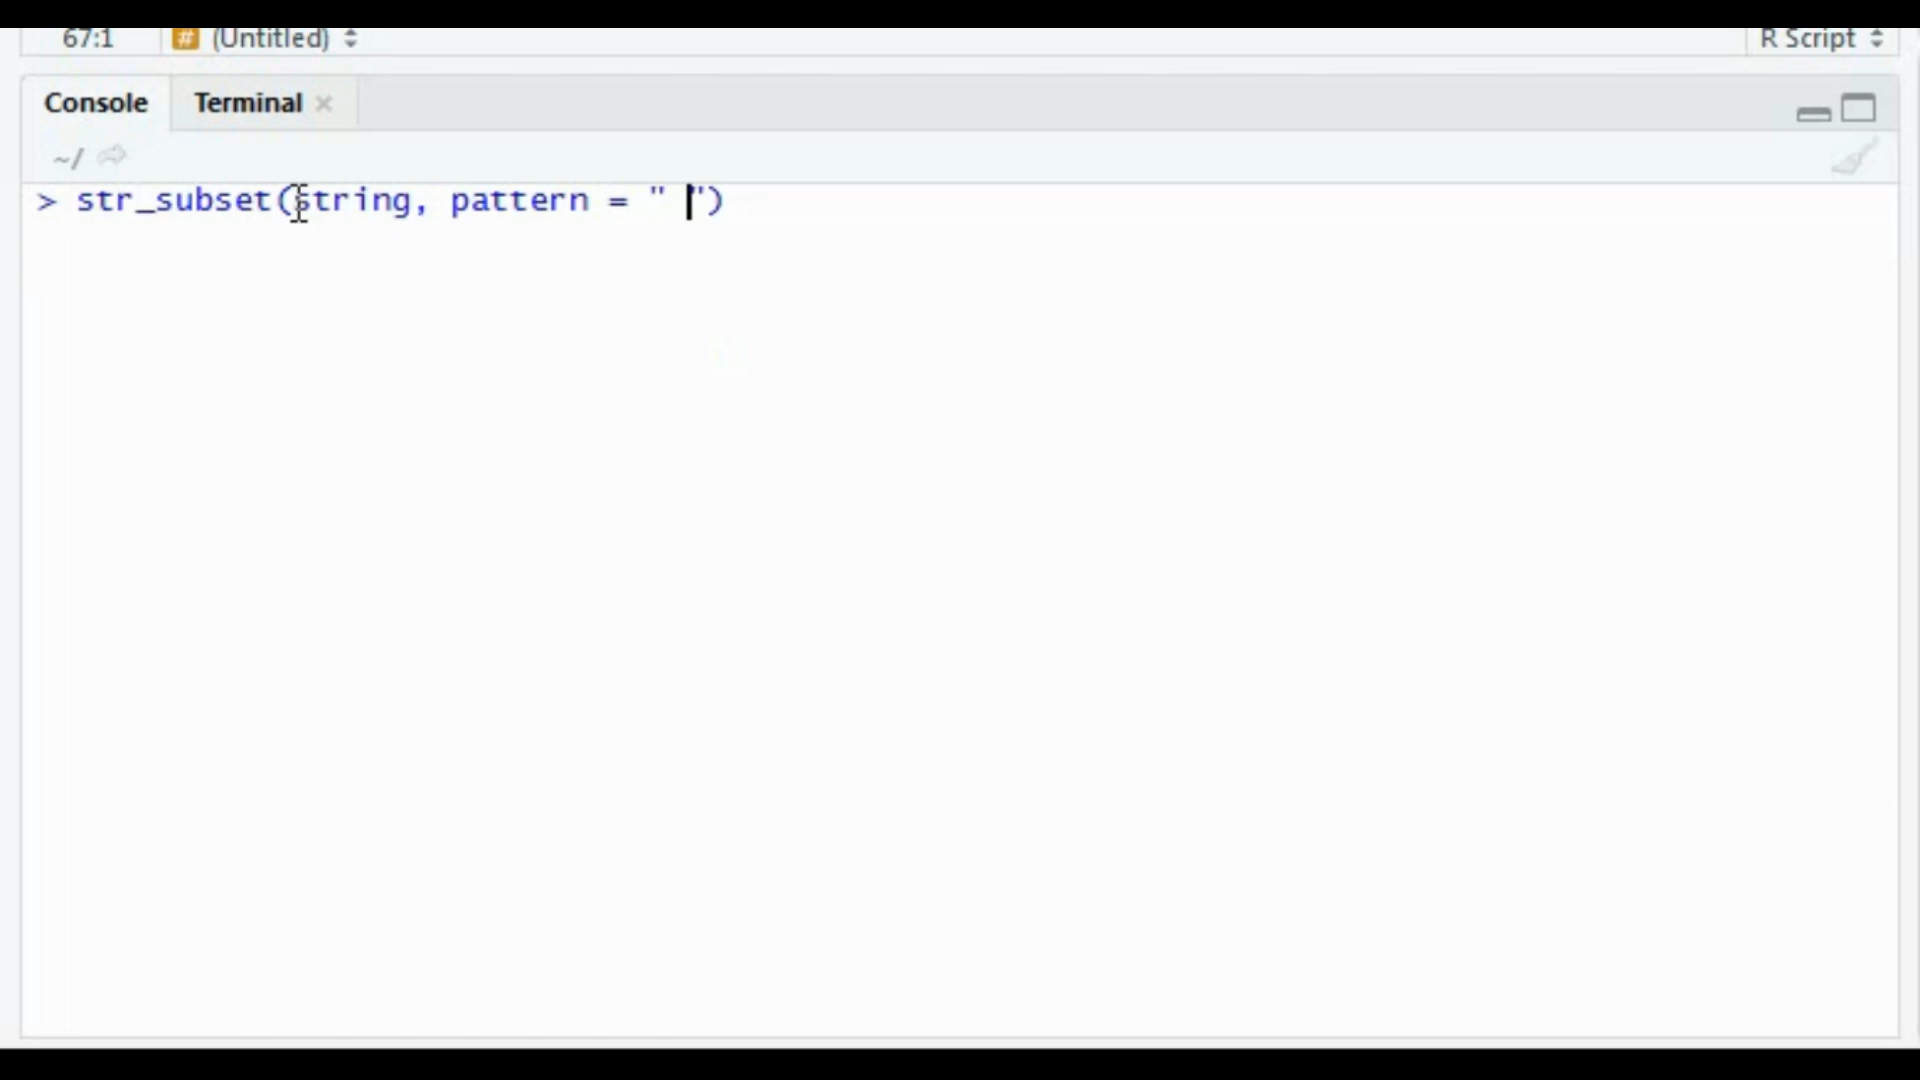 67:1 # (Untitled) R Script
Console Terminal
~/
> str_subset(string, pattern = " ")